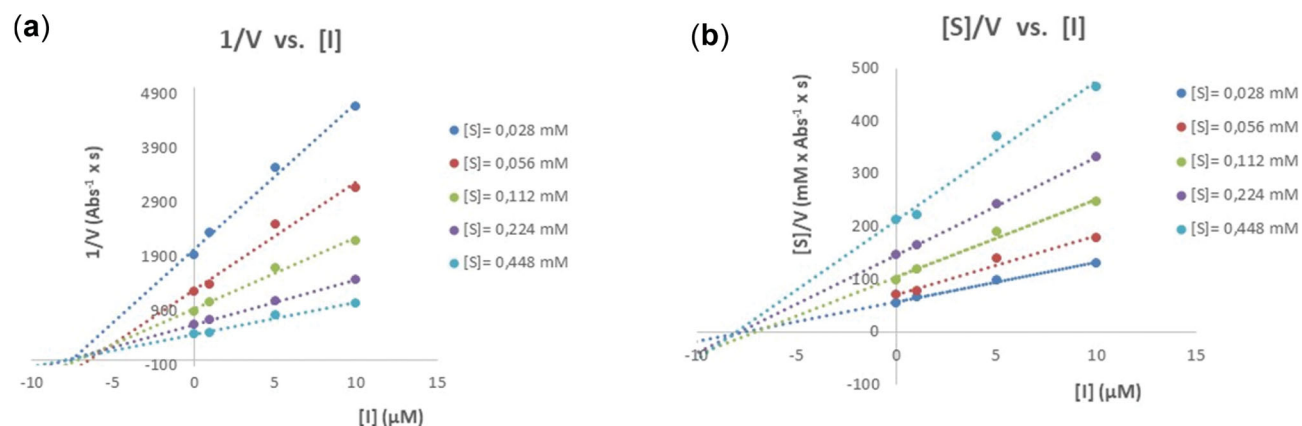 (a)
1/V vs. [I]
1/V (Abs⁻¹ x s)
4900
3900
2900
1900
900
-100
-10
-5
0
5
10
15
[I] (µM)
[S]= 0,028 mM
[S]= 0,056 mM
[S]= 0,112 mM
[S]= 0,224 mM
[S]= 0,448 mM
(b)
[S]/V vs. [I]
[S]/V (mM x Abs⁻¹ x s)
500
400
300
200
100
0
-100
-10
-5
0
5
10
15
[I] (µM)
[S]= 0,028 mM
[S]= 0,056 mM
[S]= 0,112 mM
[S]= 0,224 mM
[S]= 0,448 mM